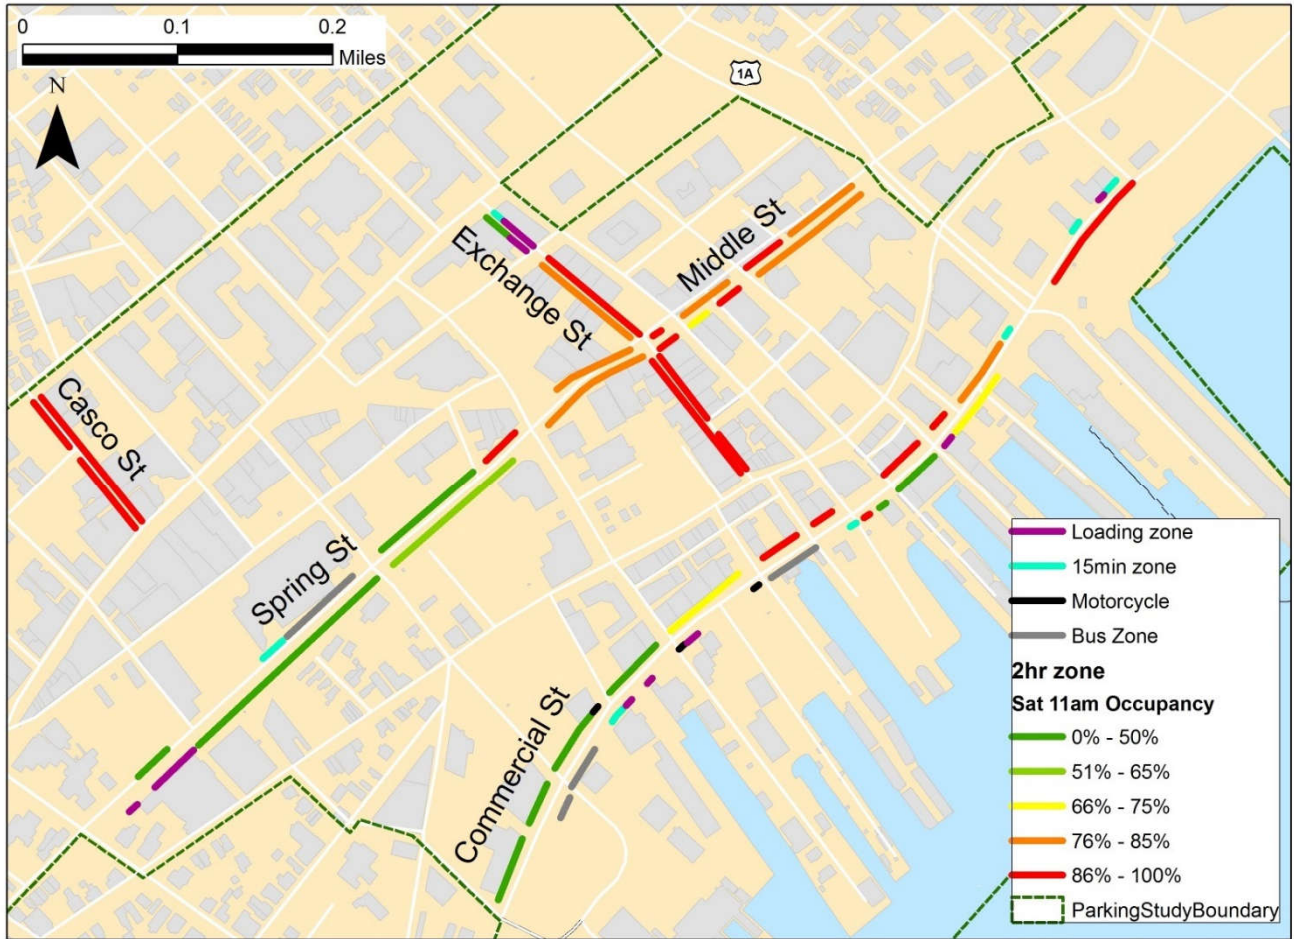 0 0.1 0.2
Miles
N
1A
Middle St
Exchange St
Casco St
Spring St
Commercial St
Loading zone
15min zone
Motorcycle
Bus Zone
2hr zone
Sat 11am Occupancy
0% - 50%
51% - 65%
66% - 75%
76% - 85%
86% - 100%
ParkingStudyBoundary